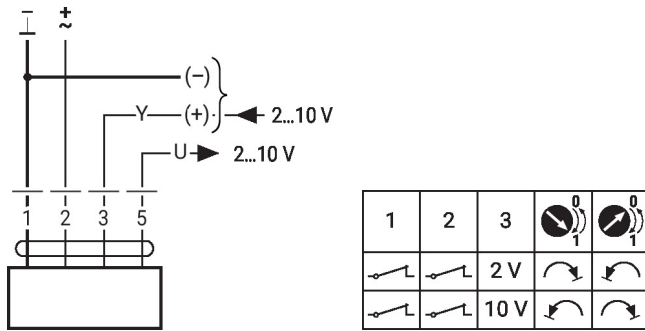 - +
⊥ ~
(–)
Y (+) 2...10 V
U 2...10 V
1 2 3 5
1 2 3 0 1 0 1
2 V
10 V